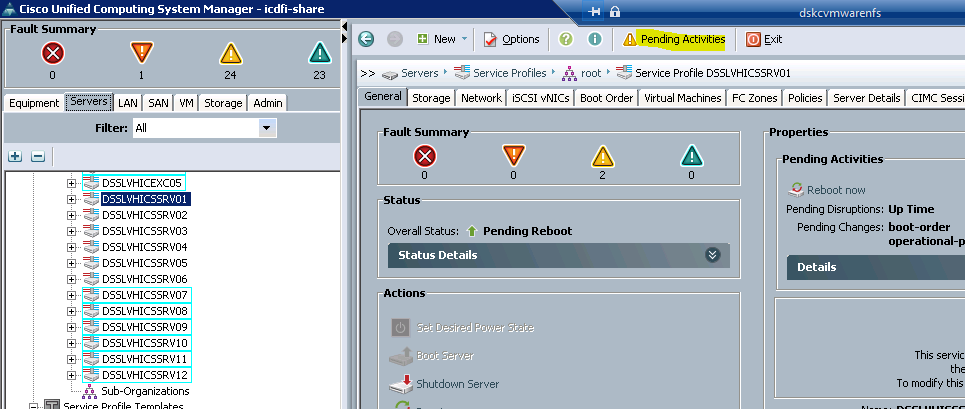 Cisco Unified Computing System Manager - icdfi-share
dskcvmwarenfs
Fault Summary
0 1 24 23
New Options Pending Activities Exit
>> Servers Service Profiles root Service Profile DSSLVHICSSRV01
Equipment Servers LAN SAN VM Storage Admin
General Storage Network iSCSI vNICs Boot Order Virtual Machines FC Zones Policies Server Details CIMC Sessi
Filter: All
DSSLVHICEXC05
DSSLVHICSSRV01
DSSLVHICSSRV02
DSSLVHICSSRV03
DSSLVHICSSRV04
DSSLVHICSSRV05
DSSLVHICSSRV06
DSSLVHICSSRV07
DSSLVHICSSRV08
DSSLVHICSSRV09
DSSLVHICSSRV10
DSSLVHICSSRV11
DSSLVHICSSRV12
Sub-Organizations
Service Profile Templates
Fault Summary
0 0 2 0
Status
Overall Status: Pending Reboot
Status Details
Actions
Set Desired Power State
Boot Server
Shutdown Server
Properties
Pending Activities
Reboot now
Pending Disruptions: Up Time
Pending Changes: boot-order
operational-p
Details
This servic
the
To modify this